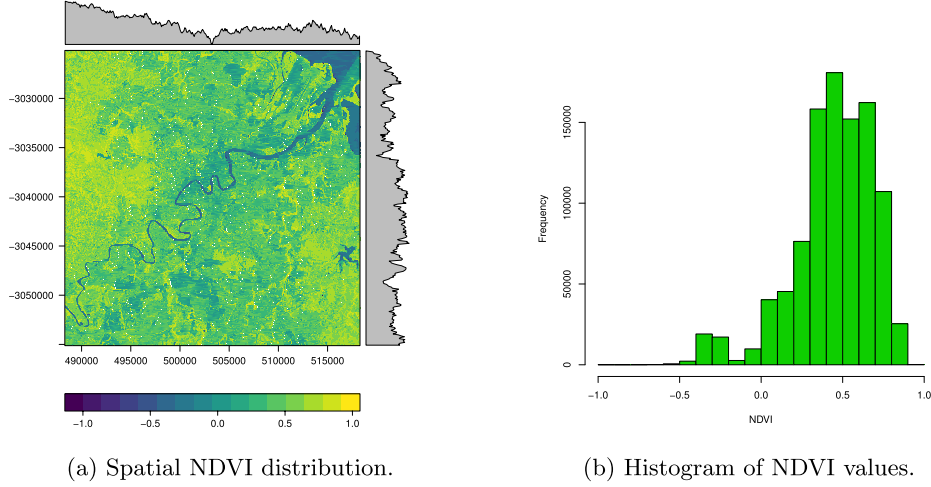 −3030000
−3035000
−3040000
−3045000
−3050000
490000 495000 500000 505000 510000 515000
−1.0 −0.5 0.0 0.5 1.0
(a) Spatial NDVI distribution.
Frequency
150000
100000
50000
0
−1.0 −0.5 0.0 0.5 1.0
NDVI
(b) Histogram of NDVI values.